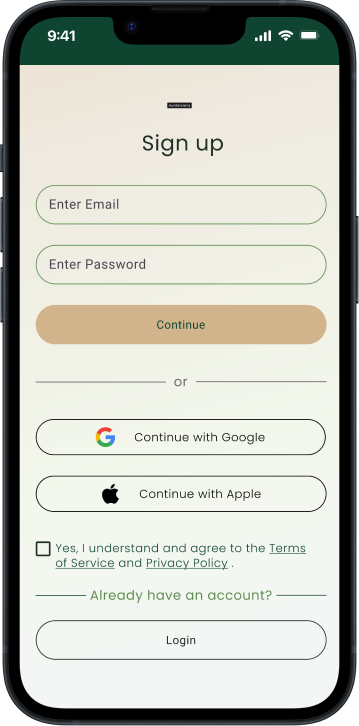 9:41
Sign up
Enter Email
Enter Password
Continue
or
Continue with Google
Continue with Apple
Yes, I understand and agree to the Terms
of Service and Privacy Policy .
Already have an account?
Login